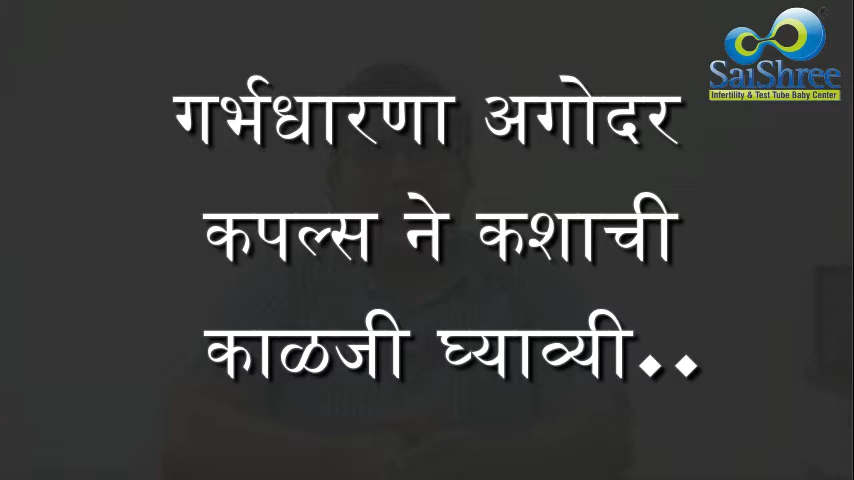 SaiShree
Infertility & Test Tube Baby Center
गर्भधारणा अगोदर
कपल्स ने कशाची
काळजी घ्याव्यी..